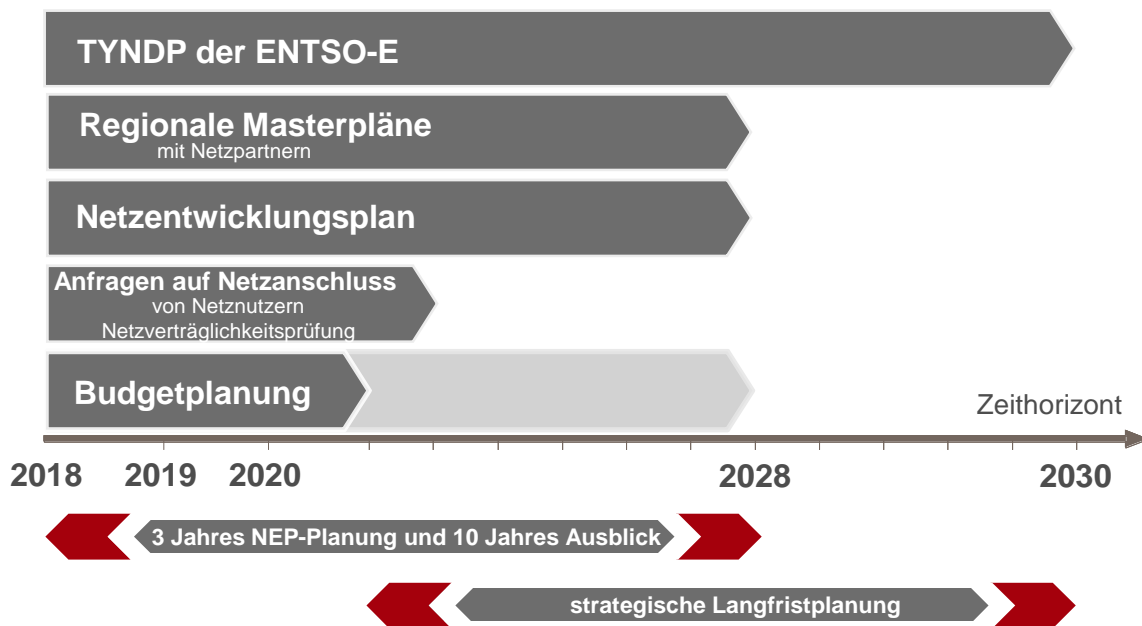 TYNDP der ENTSO-E
Regionale Masterpläne
mit Netzpartnern
Netzentwicklungsplan
Anfragen auf Netzanschluss
von Netznutzern
Netzverträglichkeitsprüfung
Budgetplanung
Zeithorizont
2018 2019 2020 2028 2030
3 Jahres NEP-Planung und 10 Jahres Ausblick
strategische Langfristplanung